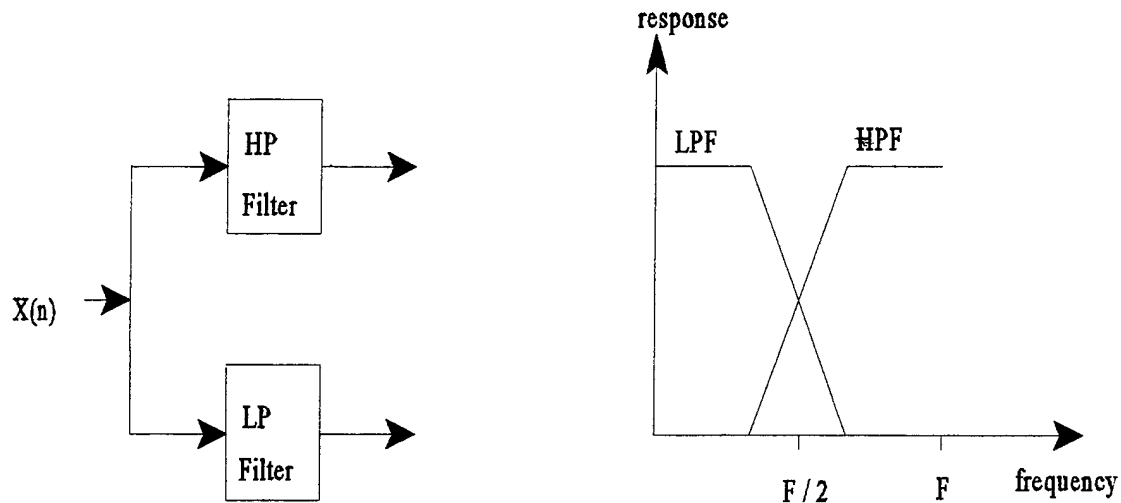 response
HP
Filter
LPF
HPF
X(n)
LP
Filter
F / 2
F
frequency